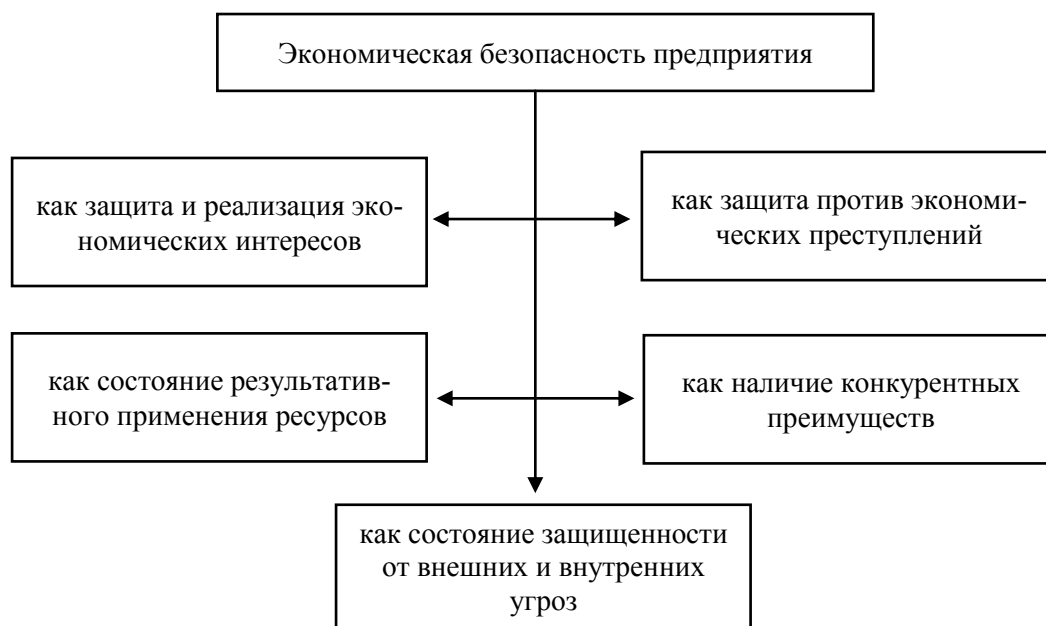 Экономическая безопасность предприятия
как защита и реализация эко-
номических интересов
как защита против экономи-
ческих преступлений
как состояние результатив-
ного применения ресурсов
как наличие конкурентных
преимуществ
как состояние защищенности
от внешних и внутренних
угроз